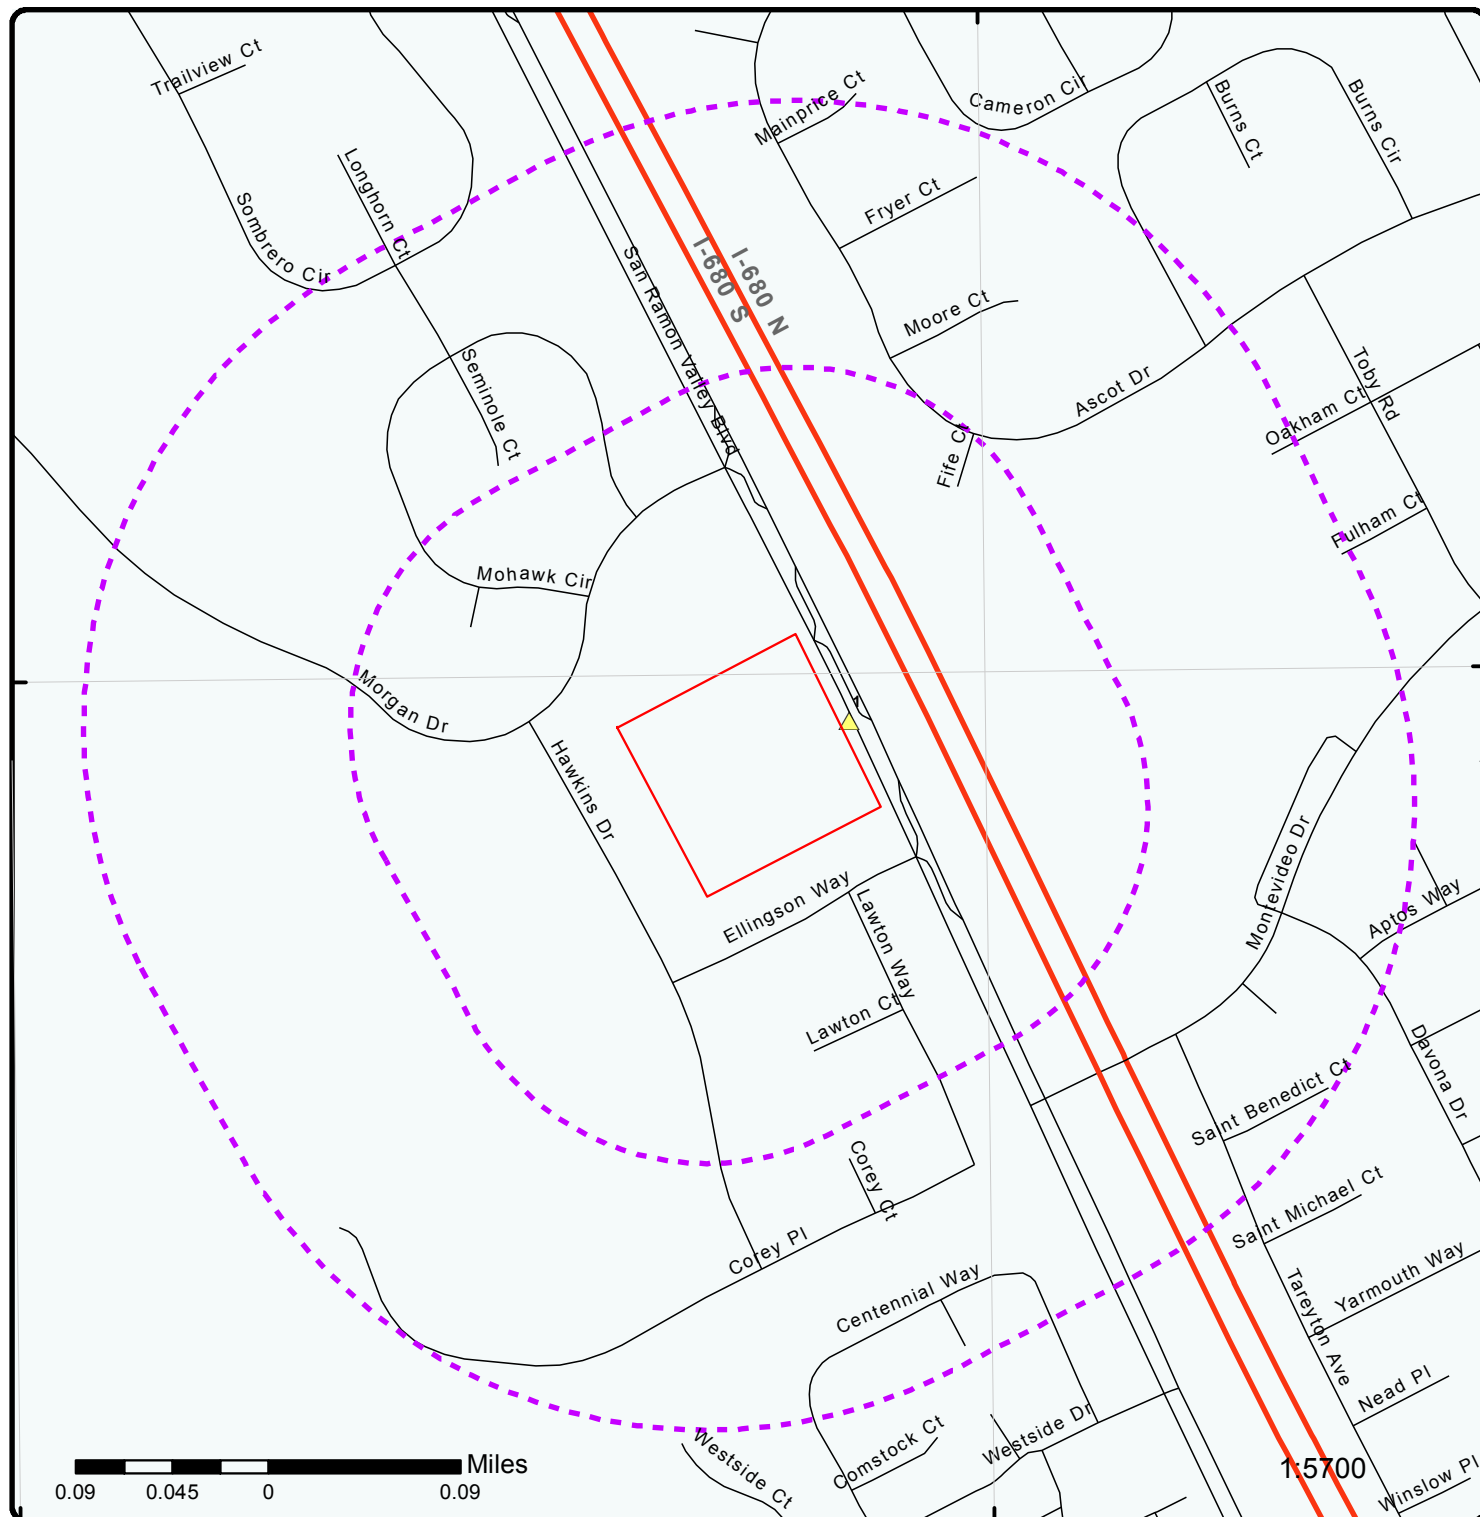 Trailview Ct
Longhorn Ct
Sombrero Cir
Mainprice Ct
Cameron Cir
Burns Ct
Burns Cir
Fryer Ct
I-680 S
I-680 N
San Ramon Valley Blvd
Moore Ct
Seminole Ct
Ascot Dr
Toby Rd
Oakham Ct
Fife Ct
Fulham Ct
Mohawk Cir
Morgan Dr
Hawkins Dr
Ellingson Way
Lawton Way
Lawton Ct
Montevideo Dr
Aptos Way
Davona Dr
Saint Benedict Ct
Corey Ct
Saint Michael Ct
Corey Pl
Centennial Way
Yarmouth Way
Tareyton Ave
Nead Pl
Westside Ct
Comstock Ct
Westside Dr
Winslow Pl
Miles
0.09 0.045 0 0.09
1:5700